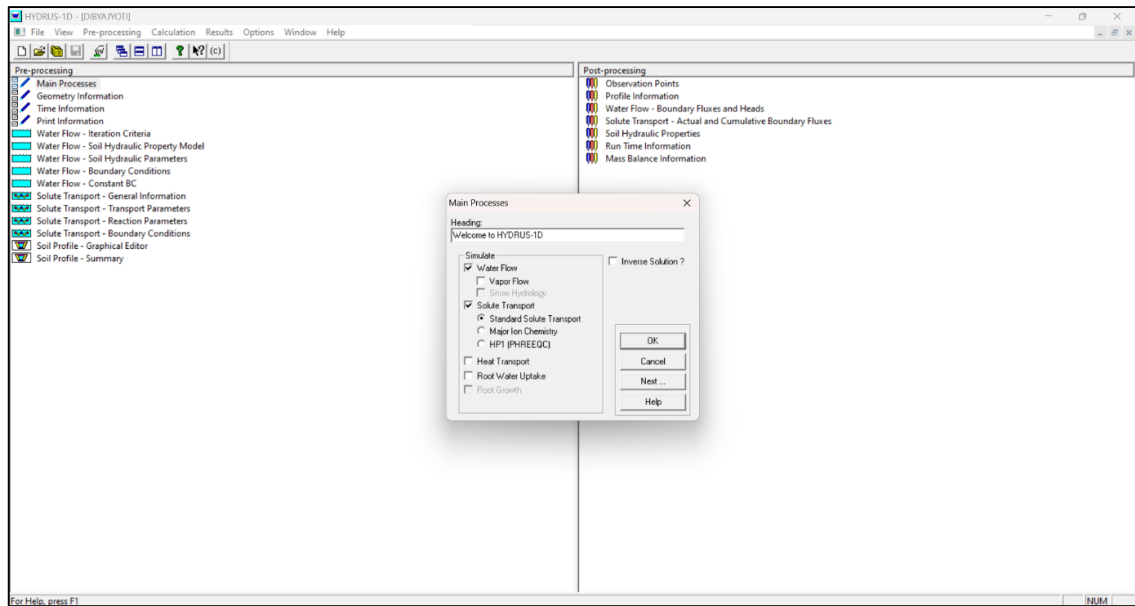 HYDRUS-1D - [DIBYAJYOTI]
File View Pre-processing Calculation Results Options Window Help
Pre-processing
Main Processes
Geometry Information
Time Information
Print Information
Water Flow - Iteration Criteria
Water Flow - Soil Hydraulic Property Model
Water Flow - Soil Hydraulic Parameters
Water Flow - Boundary Conditions
Water Flow - Constant BC
Solute Transport - General Information
Solute Transport - Transport Parameters
Solute Transport - Reaction Parameters
Solute Transport - Boundary Conditions
Soil Profile - Graphical Editor
Soil Profile - Summary
Post-processing
Observation Points
Profile Information
Water Flow - Boundary Fluxes and Heads
Solute Transport - Actual and Cumulative Boundary Fluxes
Soil Hydraulic Properties
Run Time Information
Mass Balance Information
Main Processes
Heading:
Welcome to HYDRUS-1D
Simulate
Water Flow
Vapor Flow
Snow Hydrology
Solute Transport
Standard Solute Transport
Major Ion Chemistry
HP1 (PHREEQC)
Heat Transport
Root Water Uptake
Root Growth
Inverse Solution ?
OK
Cancel
Next ...
Help
For Help, press F1
NUM